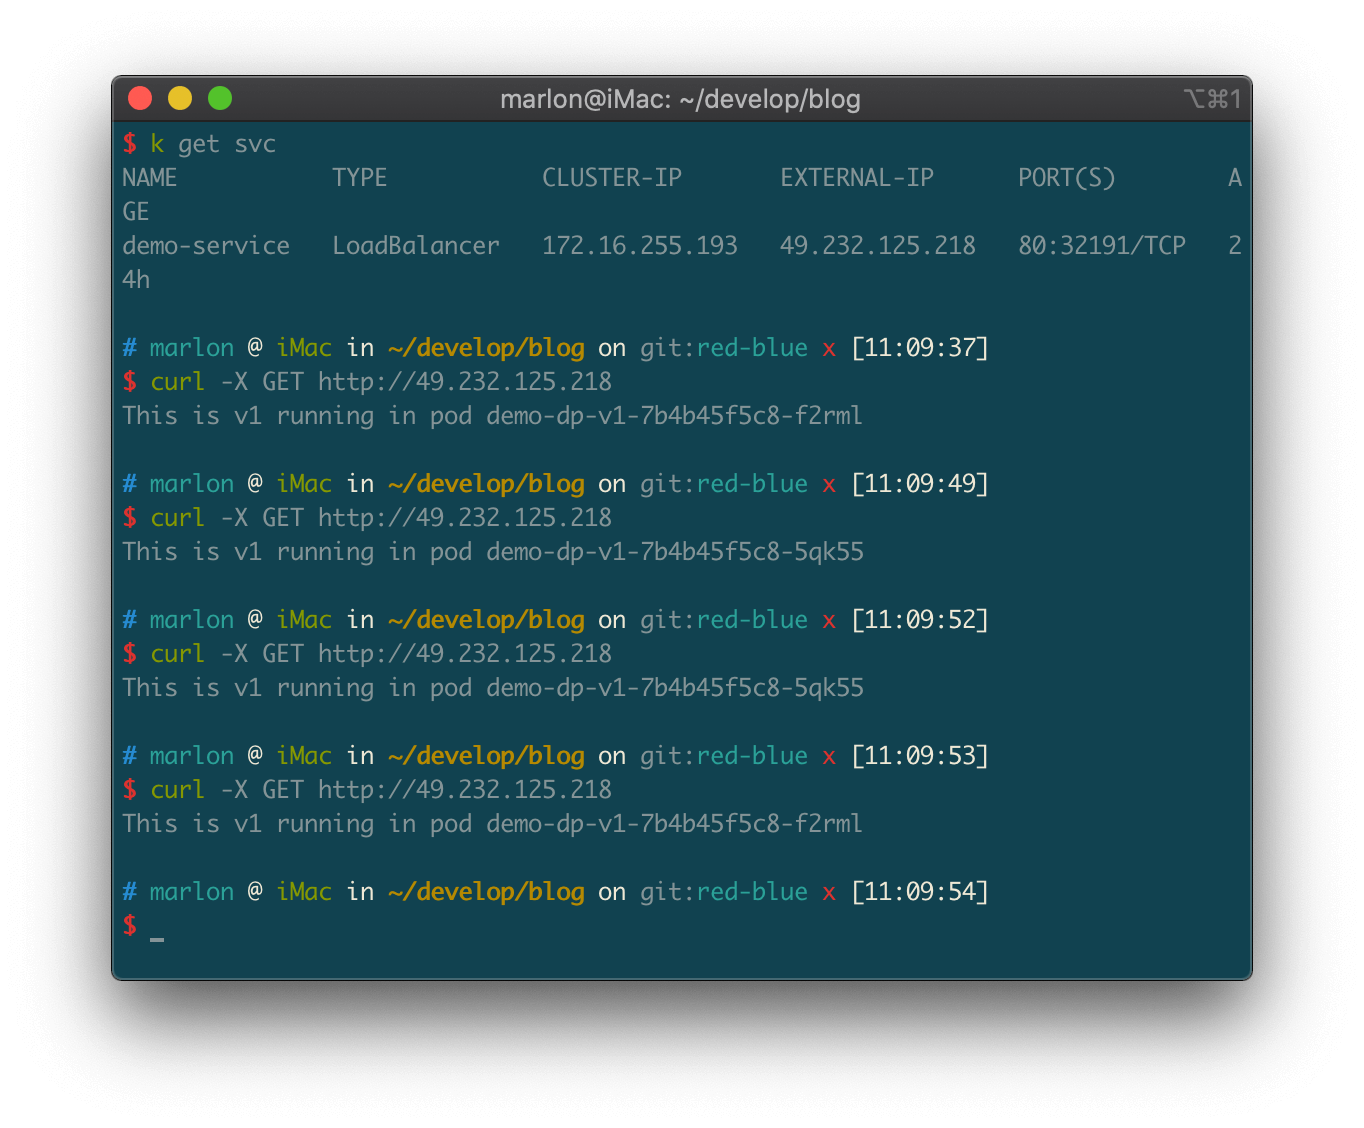 marlon@iMac: ~/develop/blog ⌥⌘1
$ k get svc
NAME TYPE CLUSTER-IP EXTERNAL-IP PORT(S) A
GE
demo-service LoadBalancer 172.16.255.193 49.232.125.218 80:32191/TCP 2
4h
# marlon @ iMac in ~/develop/blog on git:red-blue x [11:09:37]
$ curl -X GET http://49.232.125.218
This is v1 running in pod demo-dp-v1-7b4b45f5c8-f2rml
# marlon @ iMac in ~/develop/blog on git:red-blue x [11:09:49]
$ curl -X GET http://49.232.125.218
This is v1 running in pod demo-dp-v1-7b4b45f5c8-5qk55
# marlon @ iMac in ~/develop/blog on git:red-blue x [11:09:52]
$ curl -X GET http://49.232.125.218
This is v1 running in pod demo-dp-v1-7b4b45f5c8-5qk55
# marlon @ iMac in ~/develop/blog on git:red-blue x [11:09:53]
$ curl -X GET http://49.232.125.218
This is v1 running in pod demo-dp-v1-7b4b45f5c8-f2rml
# marlon @ iMac in ~/develop/blog on git:red-blue x [11:09:54]
$ _